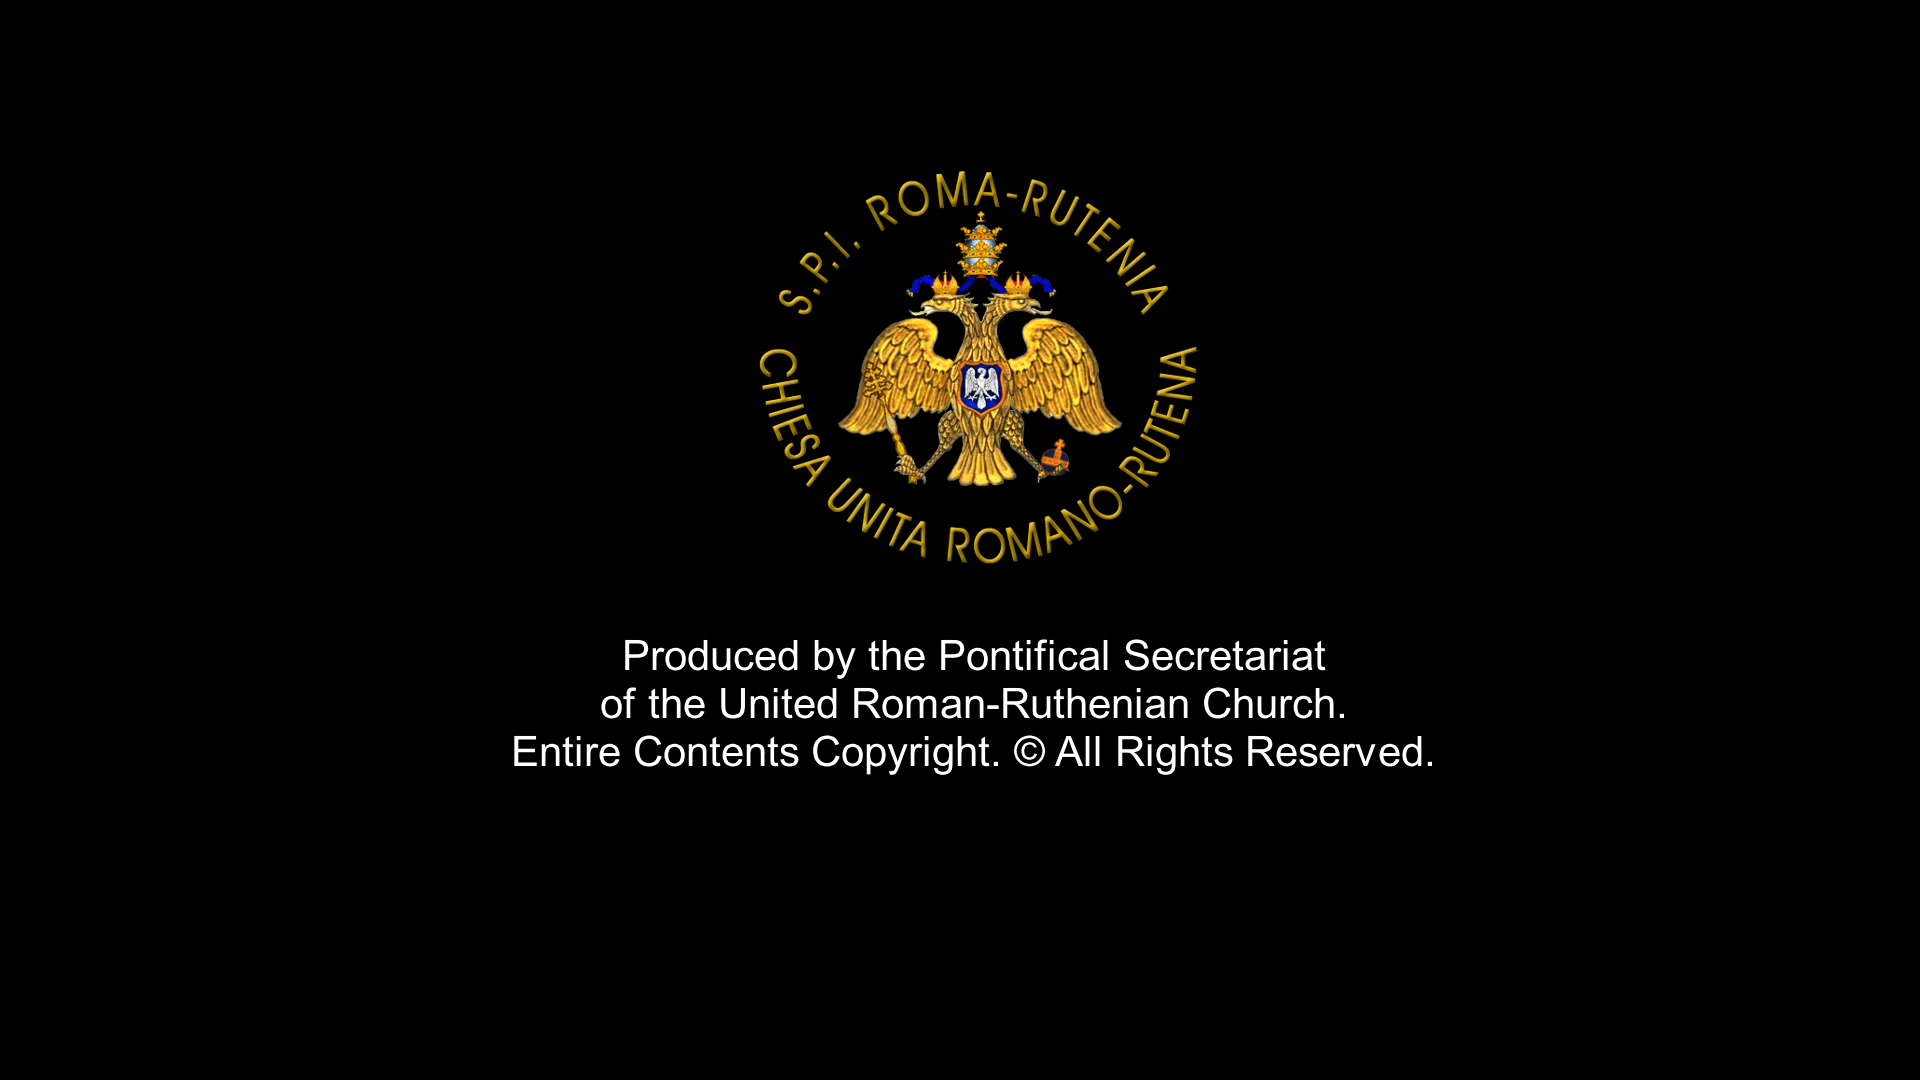 S.P.I. ROMA-RUTENIA
CHIESA UNITA ROMANO-RUTENA
Produced by the Pontifical Secretariat
of the United Roman-Ruthenian Church.
Entire Contents Copyright. © All Rights Reserved.